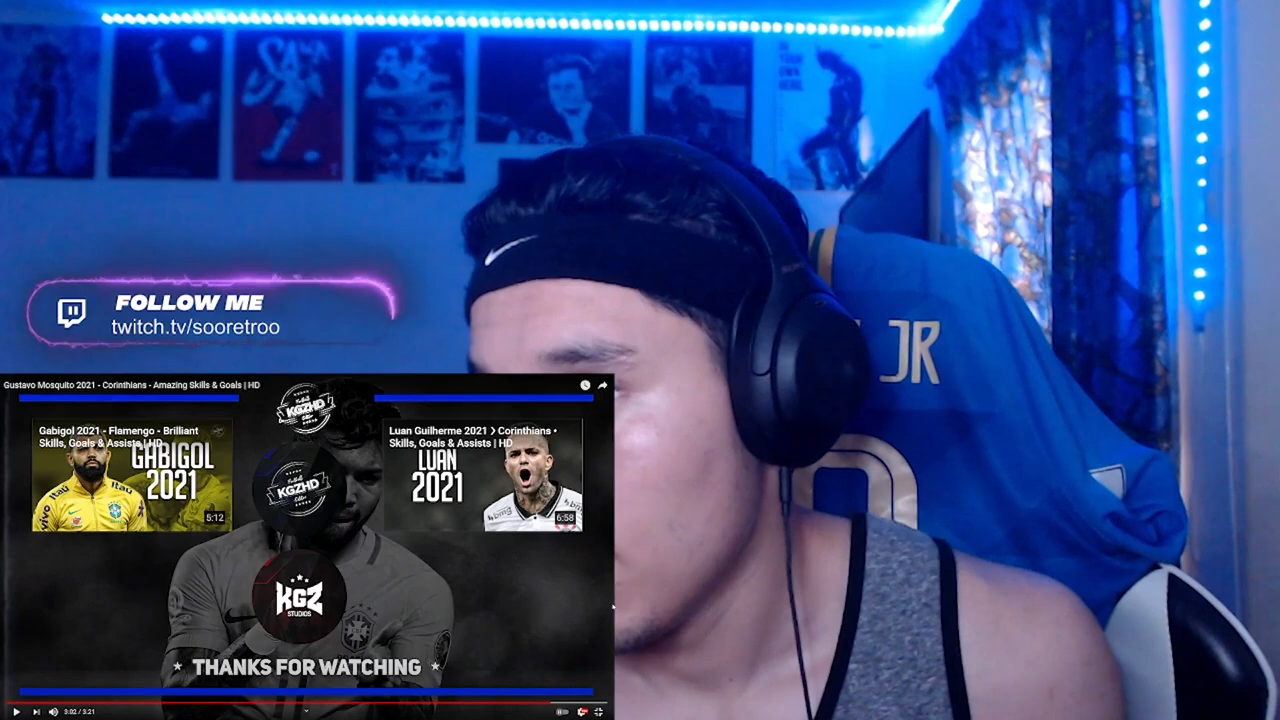 FOLLOW ME
twitch.tv/sooretroo
JR
Gustavo Mosquito 2021 - Corinthians - Amazing Skills & Goals | HD
KGZHD
Gabigol 2021 - Flamengo - Brilliant
Skills, Goals & Assists | HD
GABIGOL
2021
5:12
Luan Guilherme 2021 》Corinthians •
Skills, Goals & Assists | HD
LUAN
2021
6:58
KGZHD
KGZ
STUDIOS
THANKS FOR WATCHING
3:02 / 3:21